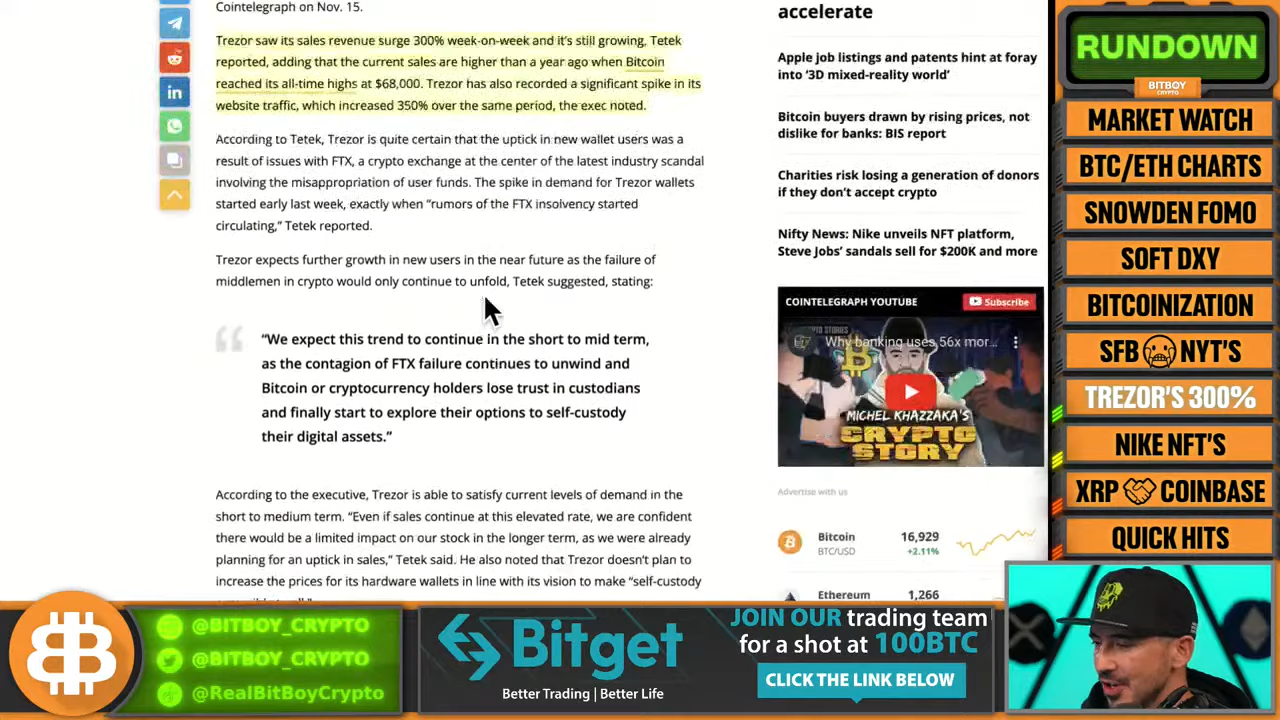 Cointelegraph on Nov. 15.
Trezor saw its sales revenue surge 300% week-on-week and it's still growing, Tetek
reported, adding that the current sales are higher than a year ago when Bitcoin
reached its all-time highs at $68,000. Trezor has also recorded a significant spike in its
website traffic, which increased 350% over the same period, the exec noted.
According to Tetek, Trezor is quite certain that the uptick in new wallet users was a
result of issues with FTX, a crypto exchange at the center of the latest industry scandal
involving the misappropriation of user funds. The spike in demand for Trezor wallets
started early last week, exactly when “rumors of the FTX insolvency started
circulating,” Tetek reported.
Trezor expects further growth in new users in the near future as the failure of
middlemen in crypto would only continue to unfold, Tetek suggested, stating:
“We expect this trend to continue in the short to mid term,
as the contagion of FTX failure continues to unwind and
Bitcoin or cryptocurrency holders lose trust in custodians
and finally start to explore their options to self-custody
their digital assets.”
According to the executive, Trezor is able to satisfy current levels of demand in the
short to medium term. “Even if sales continue at this elevated rate, we are confident
there would be a limited impact on our stock in the longer term, as we were already
planning for an uptick in sales,” Tetek said. He also noted that Trezor doesn't plan to
increase the prices for its hardware wallets in line with its vision to make “self-custody
accelerate
Apple job listings and patents hint at foray
into ‘3D mixed-reality world’
Bitcoin buyers drawn by rising prices, not
dislike for banks: BIS report
Charities risk losing a generation of donors
if they don’t accept crypto
Nifty News: Nike unveils NFT platform,
Steve Jobs’ sandals sell for $200K and more
COINTELEGRAPH YOUTUBE
Subscribe
Why banking uses 56x mor...
MICHEL KHAZZAKA'S
CRYPTO
STORY
Advertise with us
Bitcoin 16,929
BTC/USD +2.11%
Ethereum 1,266
RUNDOWN
BITBOY
CRYPTO
MARKET WATCH
BTC/ETH CHARTS
SNOWDEN FOMO
SOFT DXY
BITCOINIZATION
SFB NYT'S
TREZOR'S 300%
NIKE NFT'S
XRP COINBASE
QUICK HITS
@BITBOY_CRYPTO
@BITBOY_CRYPTO
@RealBitBoyCrypto
Bitget
Better Trading | Better Life
JOIN OUR trading team
for a shot at 100BTC
CLICK THE LINK BELOW